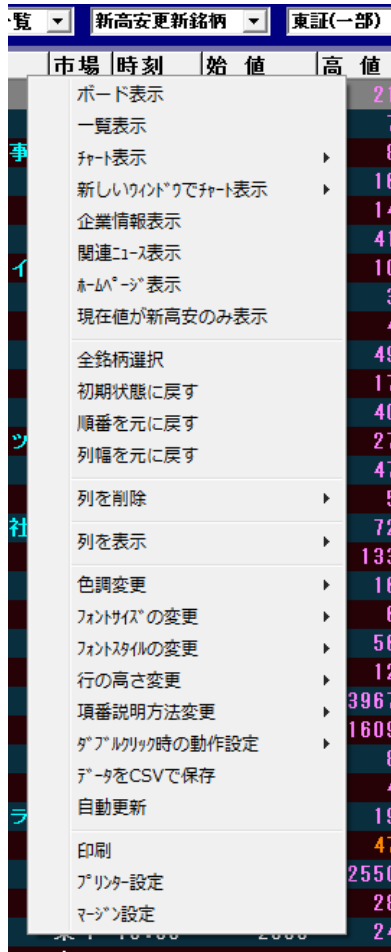 覧 新高安更新銘柄 東証(一部)
市場 時刻 始 値 高 値
ボード表示
一覧表示
ﾁｬｰﾄ表示
新しいｳｨﾝﾄﾞｳでﾁｬｰﾄ表示
企業情報表示
関連ﾆｭｰｽ表示
ﾎｰﾑﾍﾟｰｼﾞ表示
現在値が新高安のみ表示
全銘柄選択
初期状態に戻す
順番を元に戻す
列幅を元に戻す
列を削除
列を表示
色調変更
ﾌｫﾝﾄｻｲｽﾞの変更
ﾌｫﾝﾄｽﾀｲﾙの変更
行の高さ変更
項番説明方法変更
ﾀﾞﾌﾞﾙｸﾘｯｸ時の動作設定
ﾃﾞｰﾀをCSVで保存
自動更新
印刷
ﾌﾟﾘﾝﾀｰ設定
ﾏｰｼﾞﾝ設定